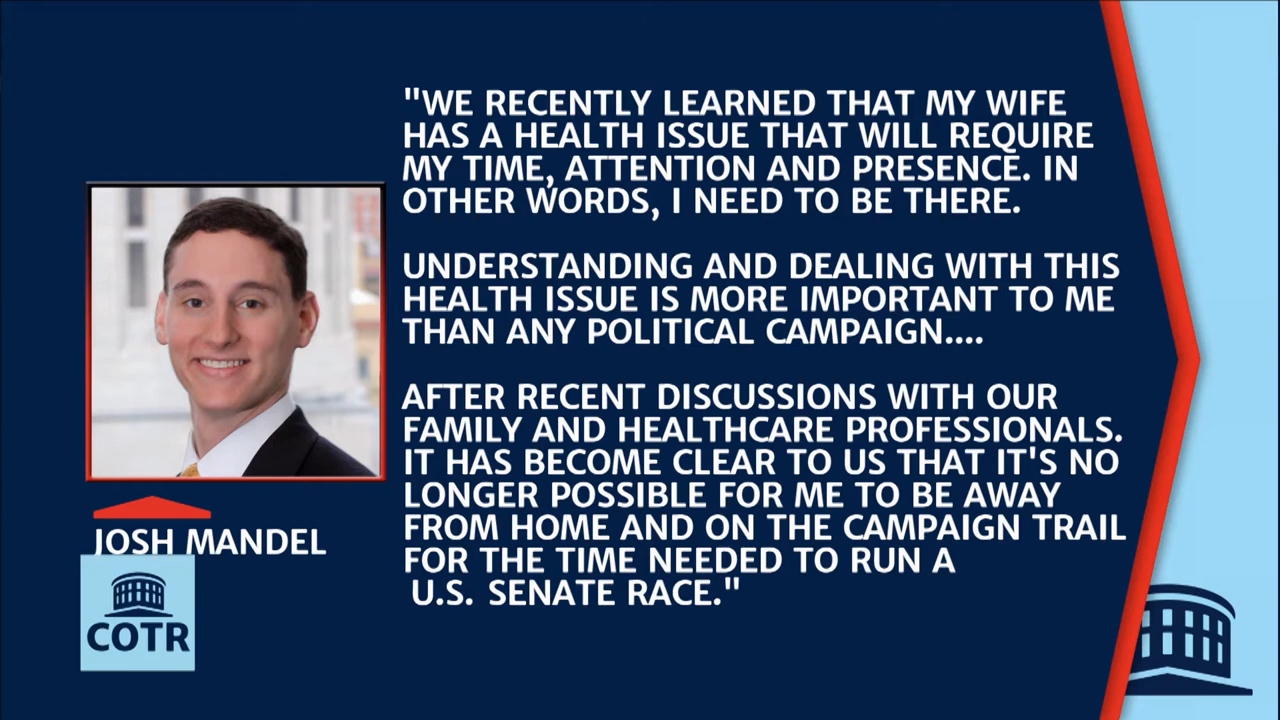 "WE RECENTLY LEARNED THAT MY WIFE
HAS A HEALTH ISSUE THAT WILL REQUIRE
MY TIME, ATTENTION AND PRESENCE. IN
OTHER WORDS, I NEED TO BE THERE.
UNDERSTANDING AND DEALING WITH THIS
HEALTH ISSUE IS MORE IMPORTANT TO ME
THAN ANY POLITICAL CAMPAIGN....
AFTER RECENT DISCUSSIONS WITH OUR
FAMILY AND HEALTHCARE PROFESSIONALS.
IT HAS BECOME CLEAR TO US THAT IT'S NO
LONGER POSSIBLE FOR ME TO BE AWAY
FROM HOME AND ON THE CAMPAIGN TRAIL
FOR THE TIME NEEDED TO RUN A
U.S. SENATE RACE."
JOSH MANDEL
COTR